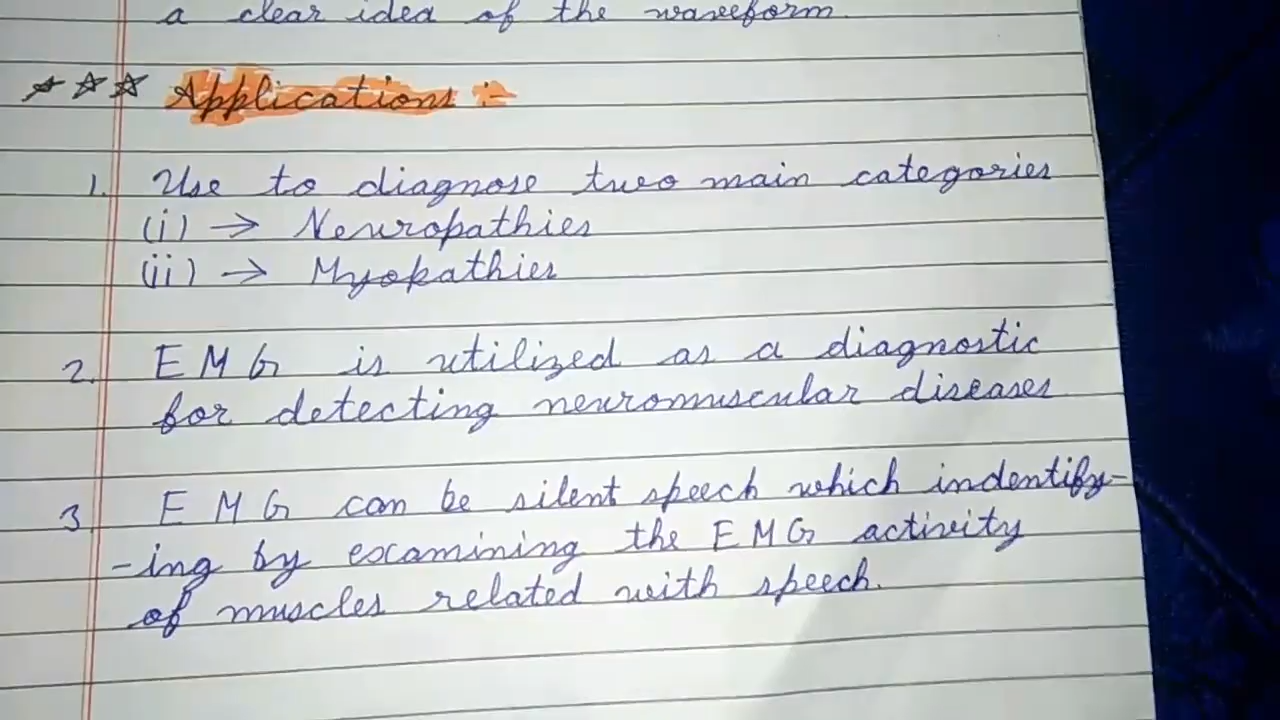 a clear idea of the waveform.
☆☆☆ Applications :-
1. Use to diagnose two main categories
(i) → Neuropathies
(ii) → Myopathies
2. EMG is utilized as a diagnostic
for detecting neuromuscular diseases
3. EMG can be silent speech which indentify-
-ing by examining the EMG activity
of muscles related with speech.